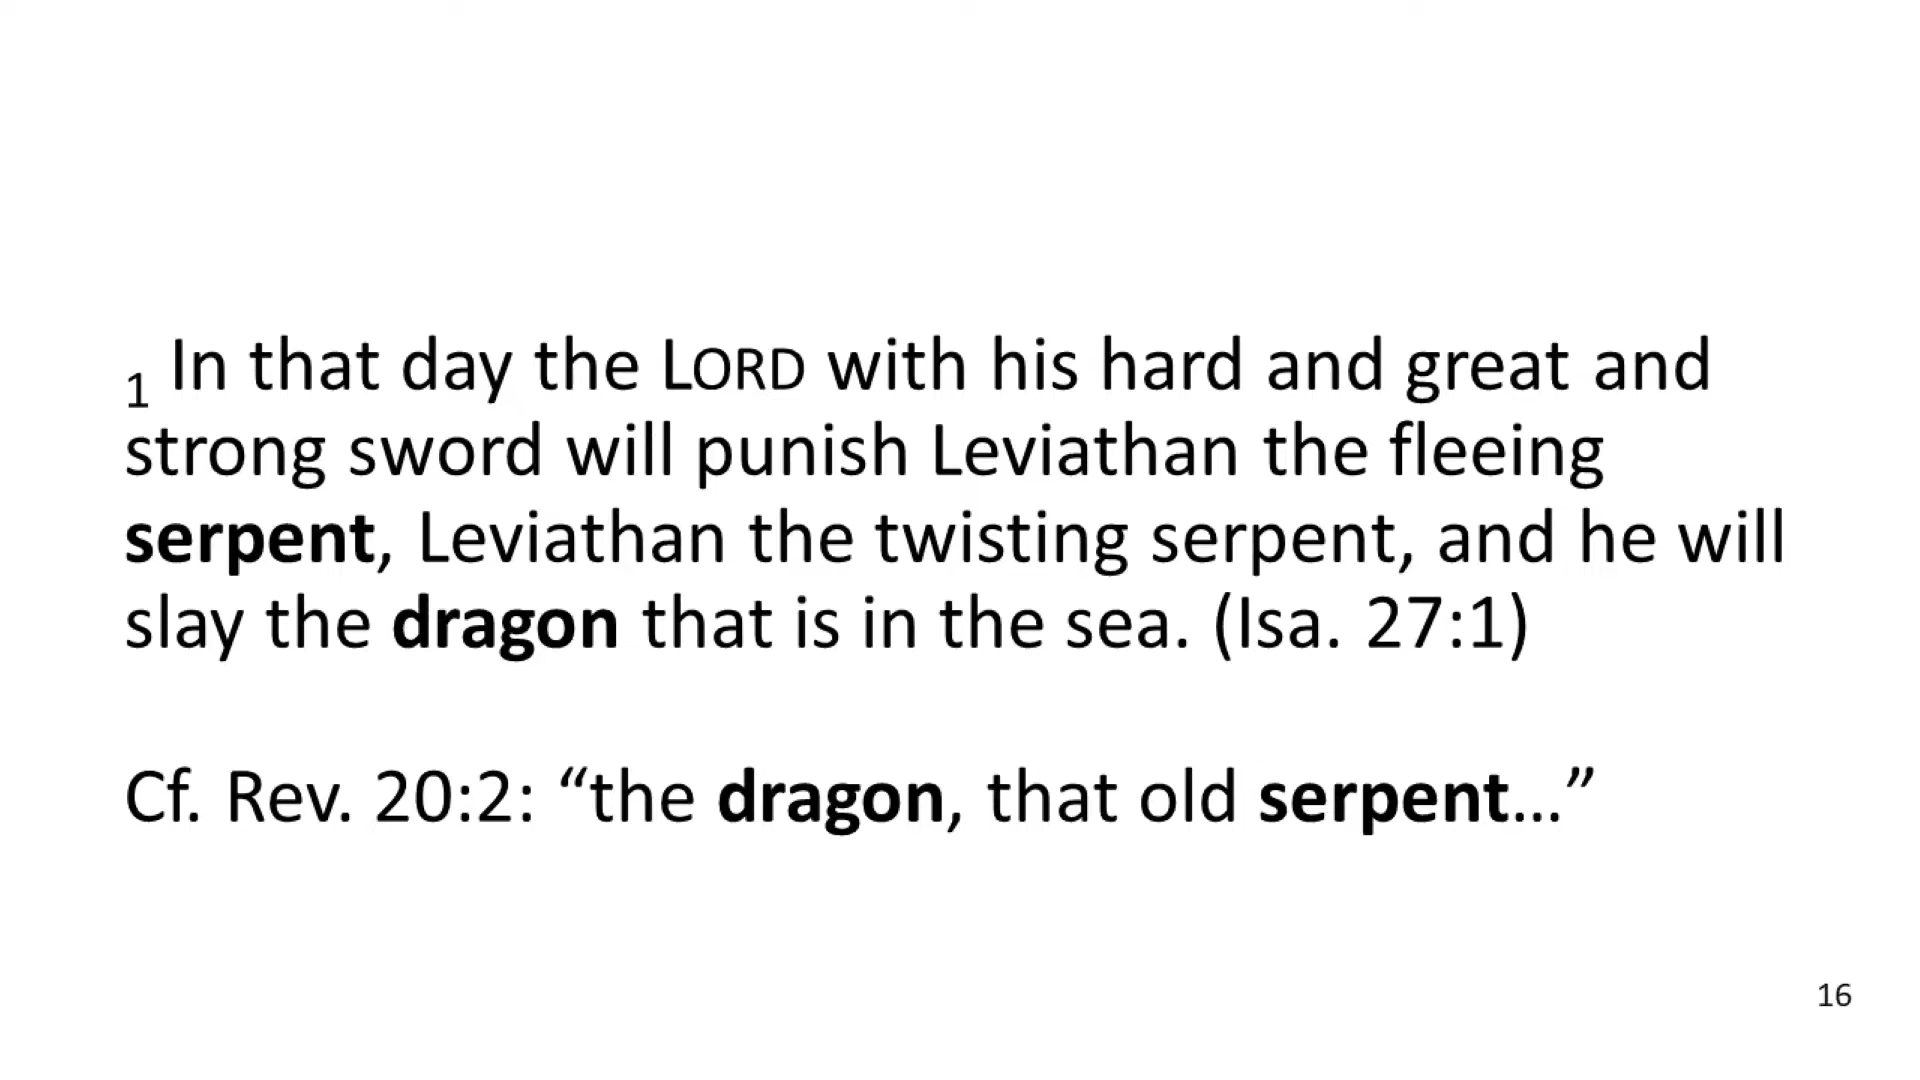 1 In that day the LORD with his hard and great and
strong sword will punish Leviathan the fleeing
serpent, Leviathan the twisting serpent, and he will
slay the dragon that is in the sea. (Isa. 27:1)
Cf. Rev. 20:2: “the dragon, that old serpent…”
16